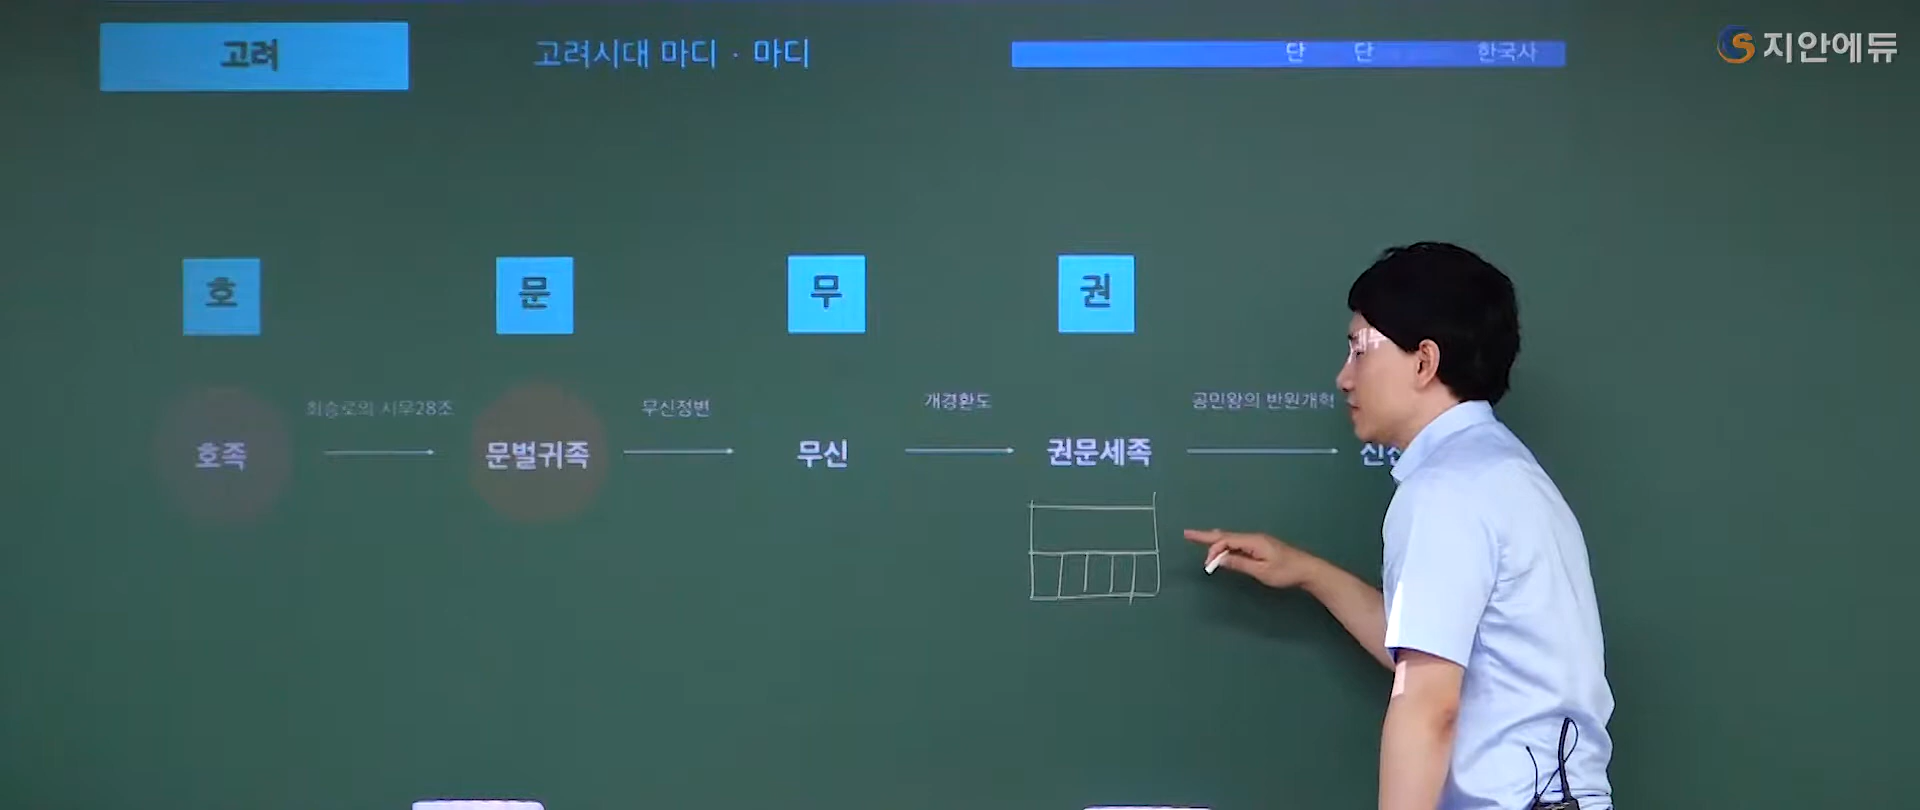 고려
고려시대 마디 · 마디
단 단 한국사
지안에듀
호 문 무 권
최승로의 시무28조 무신정변 개경환도 공민왕의 반원개혁
호족 문벌귀족 무신 권문세족 신진